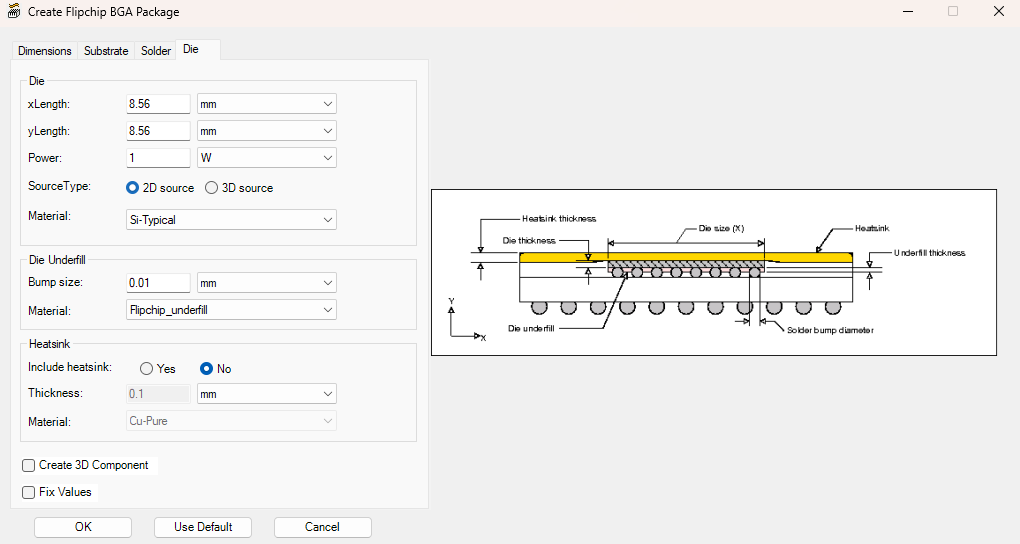 Create Flipchip BGA Package
Dimensions Substrate Solder Die
Die
xLength: 8.56 mm
yLength: 8.56 mm
Power: 1 W
SourceType: 2D source 3D source
Material: Si-Typical
Die Underfill
Bump size: 0.01 mm
Material: Flipchip_underfill
Heatsink
Include heatsink: Yes No
Thickness: 0.1 mm
Material: Cu-Pure
Create 3D Component
Fix Values
OK Use Default Cancel
Heatsink thickness
Die size (X)
Heatsink
Die thickness
Underfill thickness
Y
X
Die underfill
Solder bump diameter